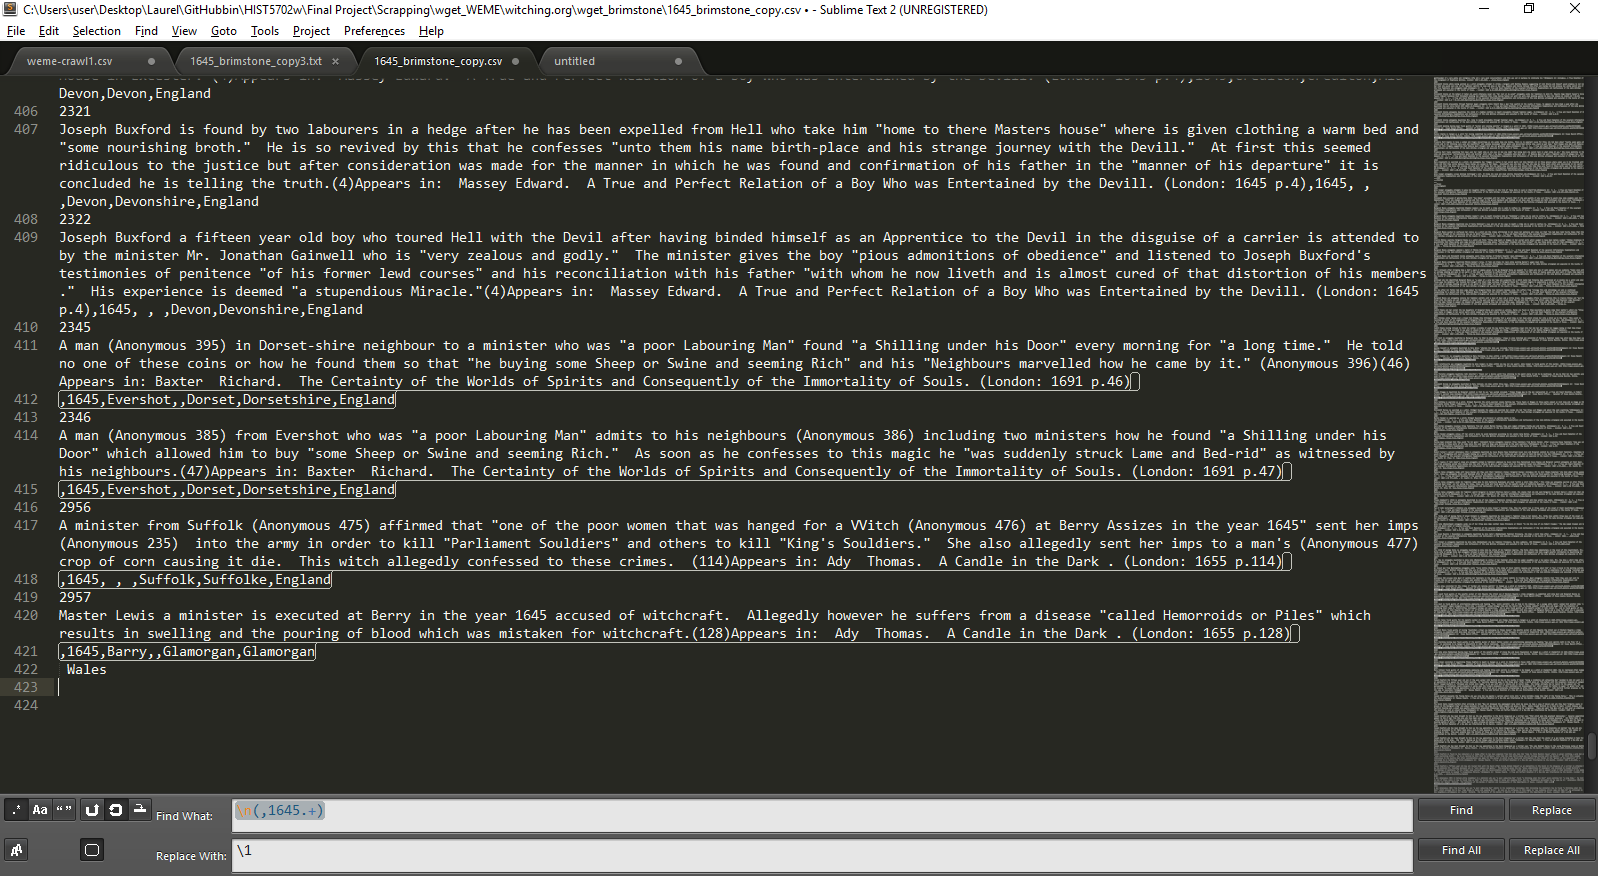 C:\Users\user\Desktop\Laurel\GitHubbin\HIST5702w\Final Project\Scrapping\wget_WEME\witching.org\wget_brimstone\1645_brimstone_copy.csv • - Sublime Text 2 (UNREGISTERED)
File Edit Selection Find View Goto Tools Project Preferences Help
weme-crawl1.csv 1645_brimstone_copy3.txt 1645_brimstone_copy.csv untitled
Devon,Devon,England
406 2321
407 Joseph Buxford is found by two labourers in a hedge after he has been expelled from Hell who take him "home to there Masters house" where is given clothing a warm bed and
"some nourishing broth."  He is so revived by this that he confesses "unto them his name birth-place and his strange journey with the Devill."  At first this seemed
ridiculous to the justice but after consideration was made for the manner in which he was found and confirmation of his father in the "manner of his departure" it is
concluded he is telling the truth.(4)Appears in:  Massey Edward.  A True and Perfect Relation of a Boy Who was Entertained by the Devill. (London: 1645 p.4),1645, ,
,Devon,Devonshire,England
408 2322
409 Joseph Buxford a fifteen year old boy who toured Hell with the Devil after having binded himself as an Apprentice to the Devil in the disguise of a carrier is attended to
by the minister Mr. Jonathan Gainwell who is "very zealous and godly."  The minister gives the boy "pious admonitions of obedience" and listened to Joseph Buxford's
testimonies of penitence "of his former lewd courses" and his reconciliation with his father "with whom he now liveth and is almost cured of that distortion of his members
."  His experience is deemed "a stupendious Miracle."(4)Appears in:  Massey Edward.  A True and Perfect Relation of a Boy Who was Entertained by the Devill. (London: 1645
p.4),1645, , ,Devon,Devonshire,England
410 2345
411 A man (Anonymous 395) in Dorset-shire neighbour to a minister who was "a poor Labouring Man" found "a Shilling under his Door" every morning for "a long time."  He told
no one of these coins or how he found them so that "he buying some Sheep or Swine and seeming Rich" and his "Neighbours marvelled how he came by it." (Anonymous 396)(46)
Appears in: Baxter  Richard.  The Certainty of the Worlds of Spirits and Consequently of the Immortality of Souls. (London: 1691 p.46)
412 ,1645,Evershot,,Dorset,Dorsetshire,England
413 2346
414 A man (Anonymous 385) from Evershot who was "a poor Labouring Man" admits to his neighbours (Anonymous 386) including two ministers how he found "a Shilling under his
Door" which allowed him to buy "some Sheep or Swine and seeming Rich."  As soon as he confesses to this magic he "was suddenly struck Lame and Bed-rid" as witnessed by
his neighbours.(47)Appears in: Baxter  Richard.  The Certainty of the Worlds of Spirits and Consequently of the Immortality of Souls. (London: 1691 p.47)
415 ,1645,Evershot,,Dorset,Dorsetshire,England
416 2956
417 A minister from Suffolk (Anonymous 475) affirmed that "one of the poor women that was hanged for a VVitch (Anonymous 476) at Berry Assizes in the year 1645" sent her imps
(Anonymous 235)  into the army in order to kill "Parliament Souldiers" and others to kill "King's Souldiers."  She also allegedly sent her imps to a man's (Anonymous 477)
crop of corn causing it die.  This witch allegedly confessed to these crimes.  (114)Appears in: Ady  Thomas.  A Candle in the Dark . (London: 1655 p.114)
418 ,1645, , ,Suffolk,Suffolke,England
419 2957
420 Master Lewis a minister is executed at Berry in the year 1645 accused of witchcraft.  Allegedly however he suffers from a disease "called Hemorroids or Piles" which
results in swelling and the pouring of blood which was mistaken for witchcraft.(128)Appears in:  Ady  Thomas.  A Candle in the Dark . (London: 1655 p.128)
421 ,1645,Barry,,Glamorgan,Glamorgan
422 Wales
423
424
.* Aa “” Find What: \n(,1645.+) Find Replace
Replace With: \1 Find All Replace All